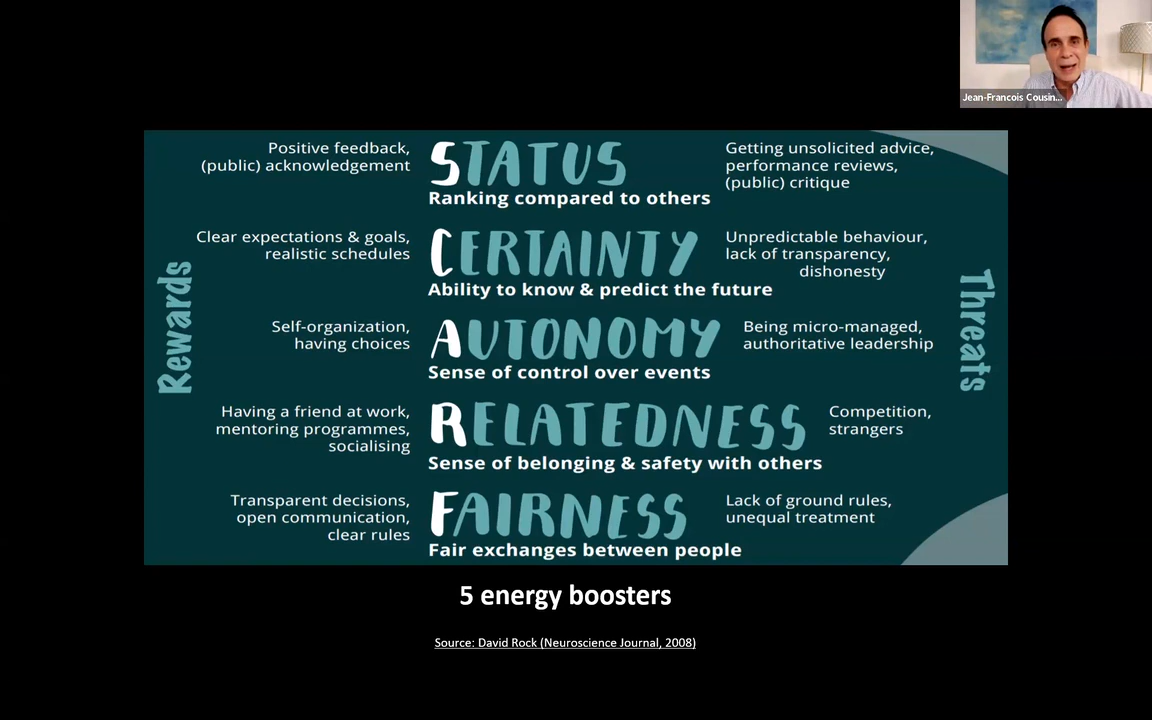 Jean-Francois Cousin...
Positive feedback,
(public) acknowledgement
STATUS
Ranking compared to others
Getting unsolicited advice,
performance reviews,
(public) critique
Clear expectations & goals,
realistic schedules
CERTAINTY
Ability to know & predict the future
Unpredictable behaviour,
lack of transparency,
dishonesty
Rewards
Self-organization,
having choices
AUTONOMY
Sense of control over events
Being micro-managed,
authoritative leadership
Threats
Having a friend at work,
mentoring programmes,
socialising
RELATEDNESS
Sense of belonging & safety with others
Competition,
strangers
Transparent decisions,
open communication,
clear rules
FAIRNESS
Fair exchanges between people
Lack of ground rules,
unequal treatment
5 energy boosters
Source: David Rock (Neuroscience Journal, 2008)